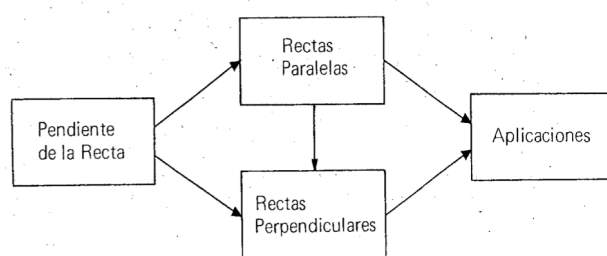 Rectas
Paralelas
Pendiente
de la Recta
Aplicaciones
Rectas
Perpendiculares